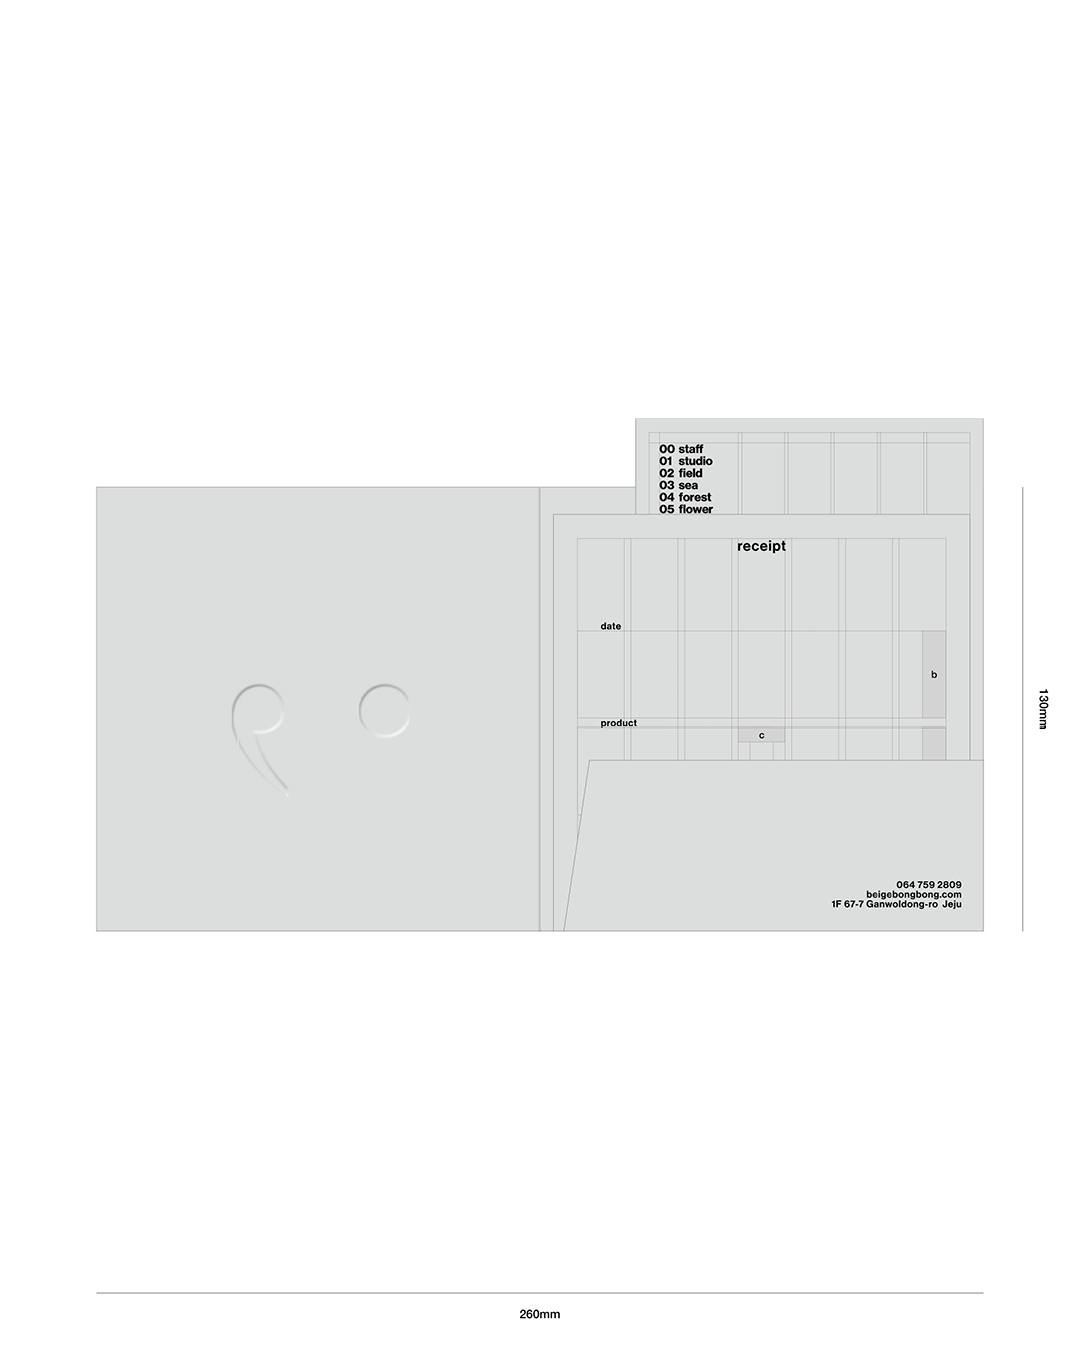 00 staff
01 studio
02 field
03 sea
04 forest
05 flower
receipt
date
b
product
c
130mm
064 759 2809
beigebongbong.com
1F 67-7 Ganwoldong-ro Jeju
260mm